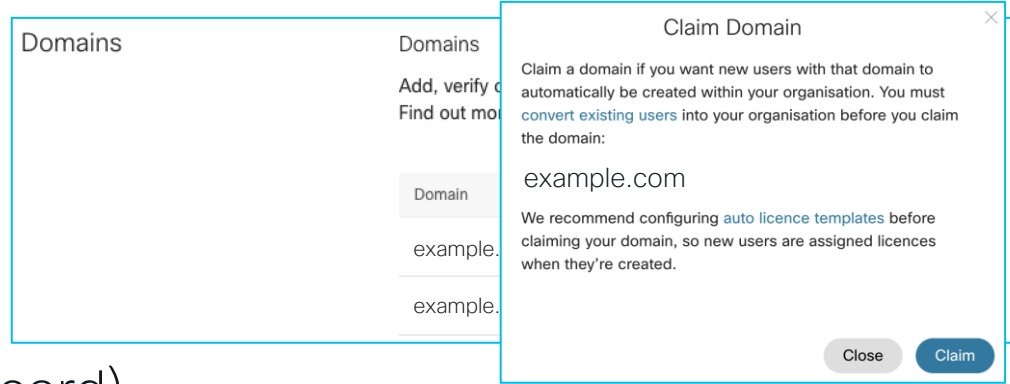 Domains
Domains
Add, verify
Find out
Domain
example.
example.
Claim Domain
Claim a domain if you want new users with that domain to
automatically be created within your organisation. You must
convert existing users into your organisation before you claim
the domain:
example.com
We recommend configuring auto licence templates before
claiming your domain, so new users are assigned licences
when they're created.
Close
Claim